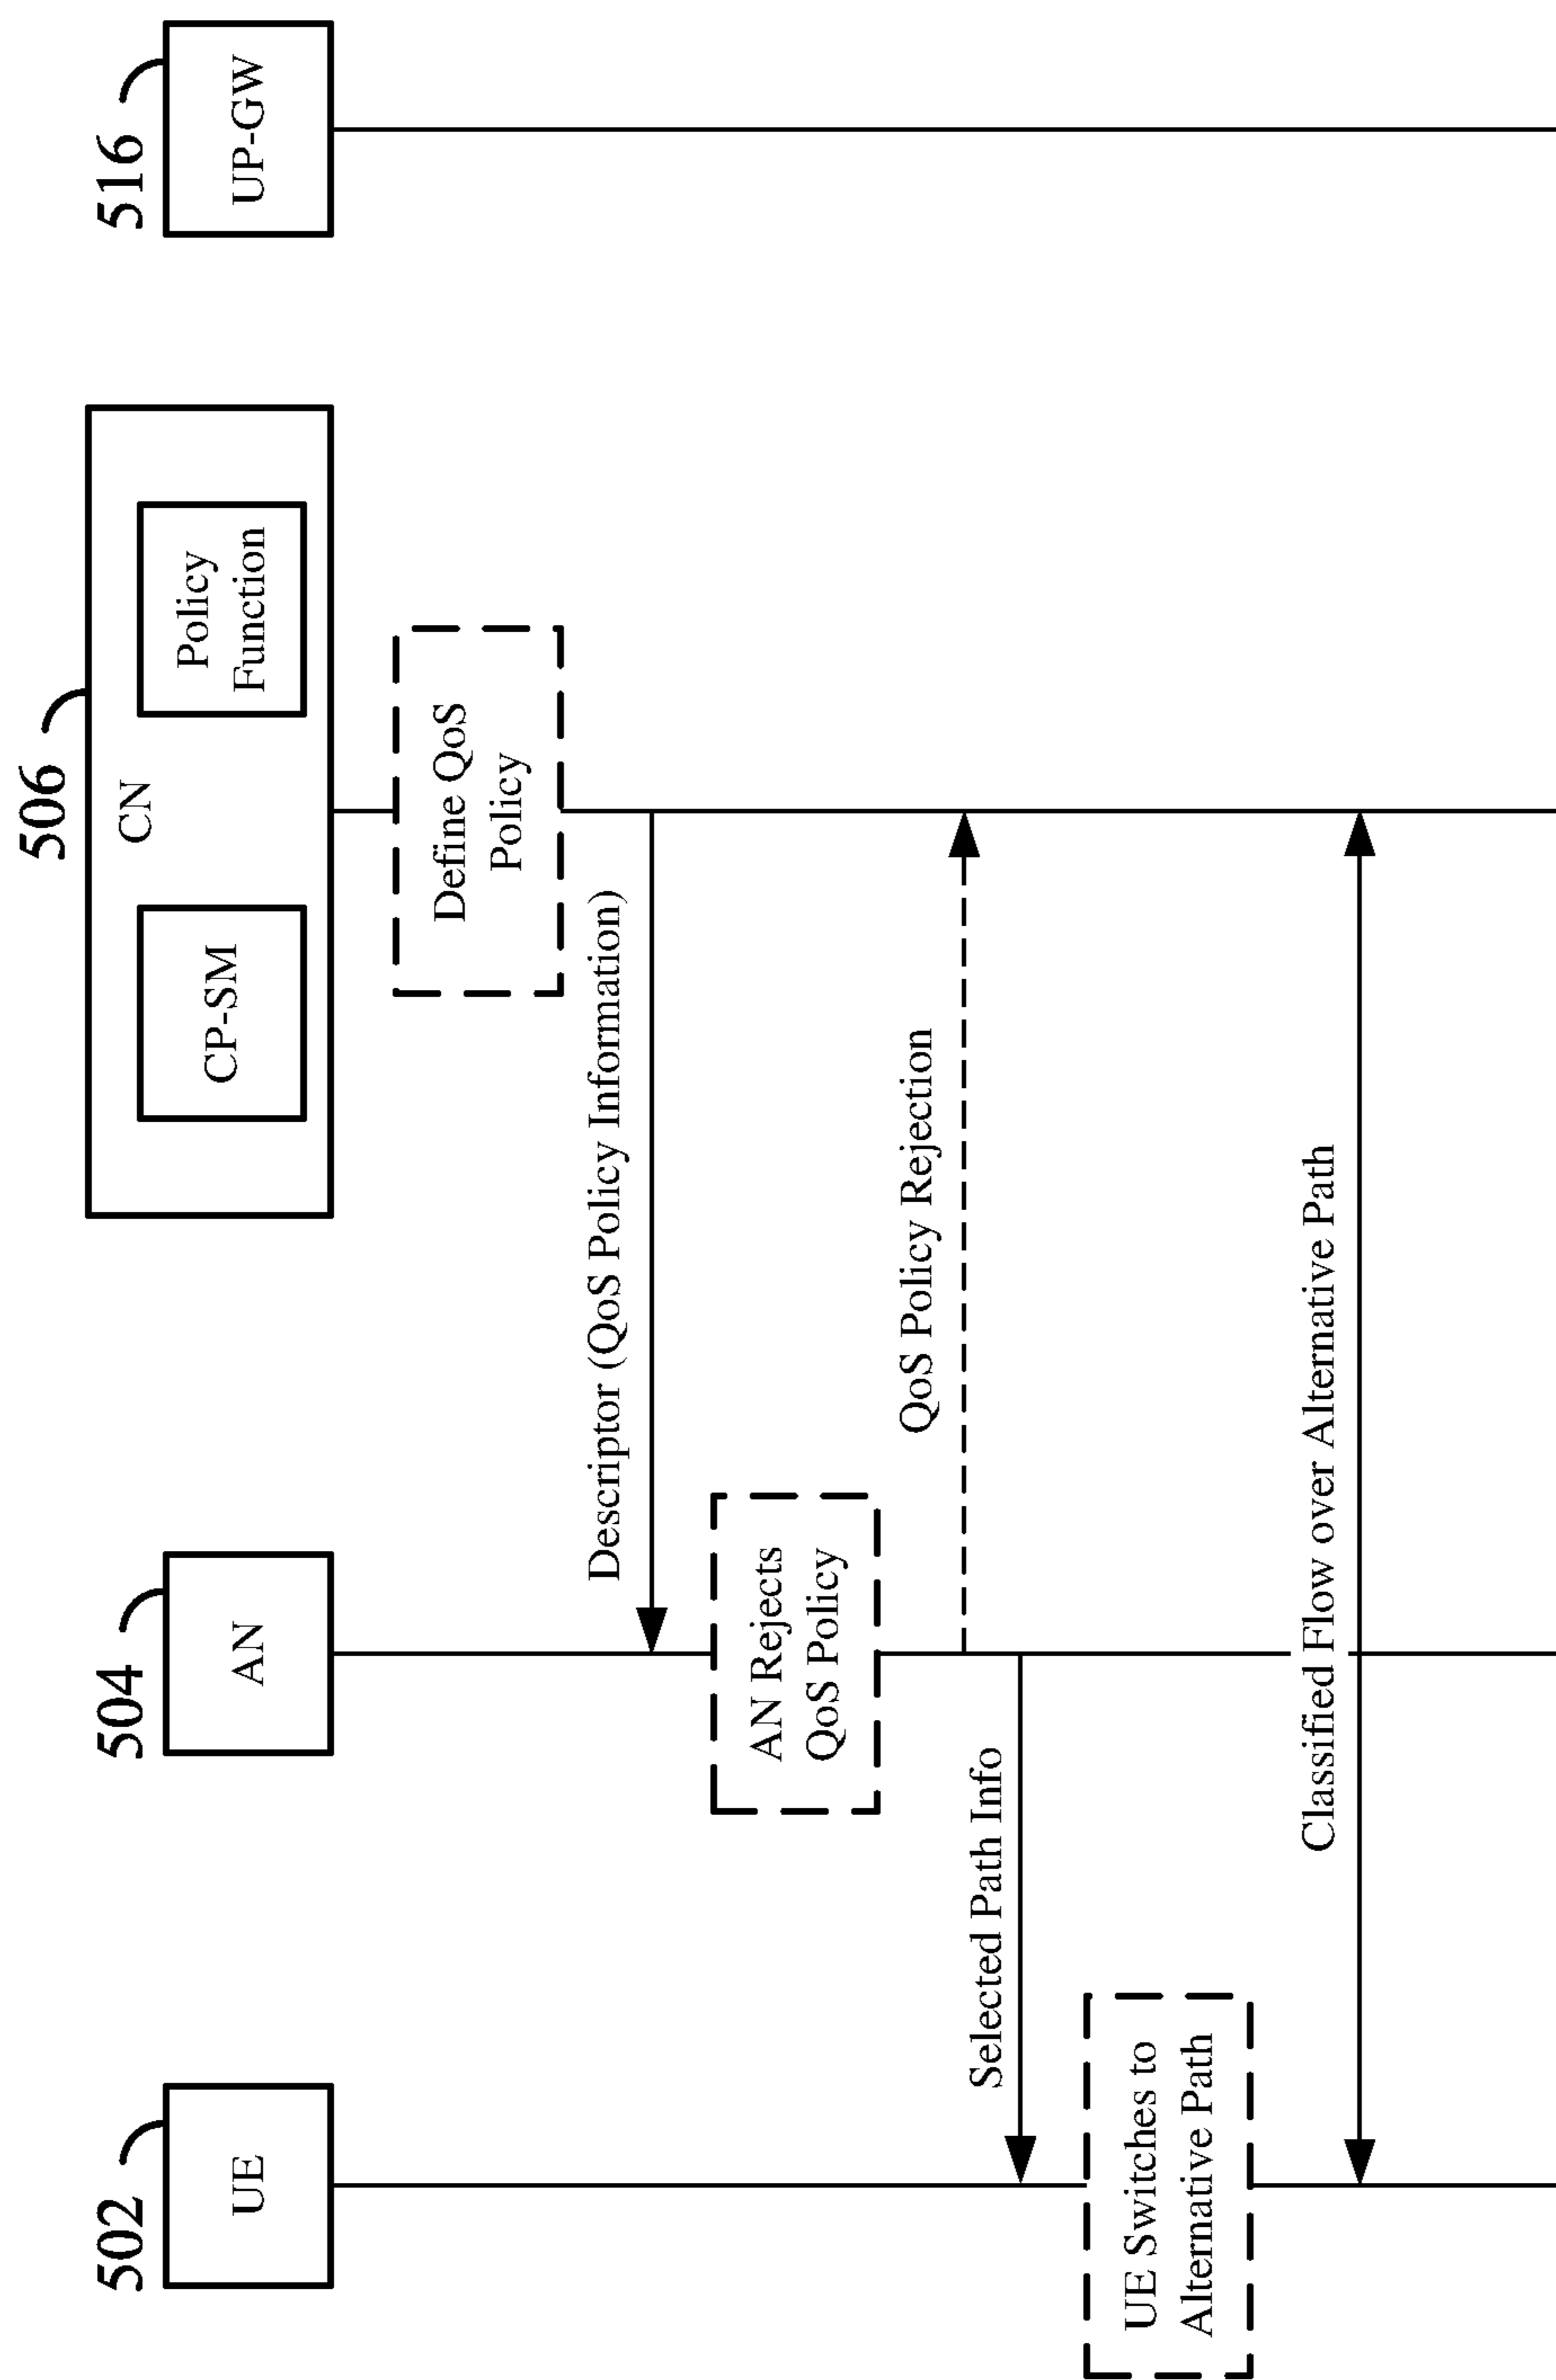 502
504
506
516
UE
AN
CN
CP-SM
Policy
Function
UP-GW
Define QoS
Policy
Descriptor (QoS Policy Information)
AN Rejects
QoS Policy
QoS Policy Rejection
Selected Path Info
UE Switches to
Alternative Path
Classified Flow over Alternative Path